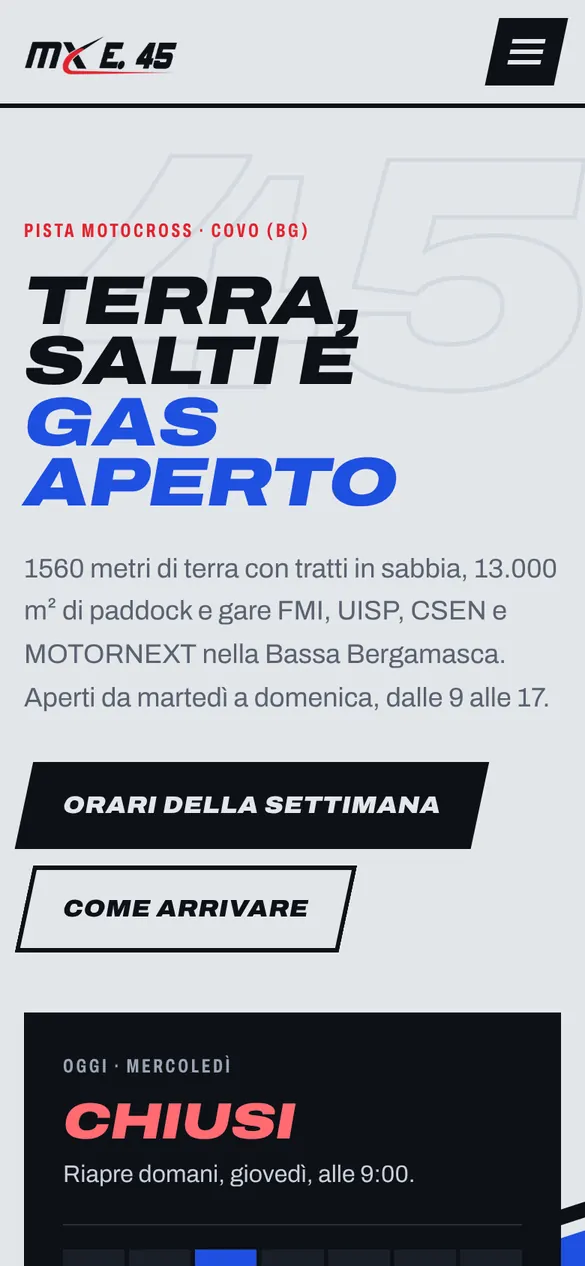 MX E. 45
45
PISTA MOTOCROSS · COVO (BG)
TERRA,
SALTI E
GAS
APERTO
1560 metri di terra con tratti in sabbia, 13.000
m² di paddock e gare FMI, UISP, CSEN e
MOTORNEXT nella Bassa Bergamasca.
Aperti da martedì a domenica, dalle 9 alle 17.
ORARI DELLA SETTIMANA
COME ARRIVARE
OGGI · MERCOLEDÌ
CHIUSI
Riapre domani, giovedì, alle 9:00.